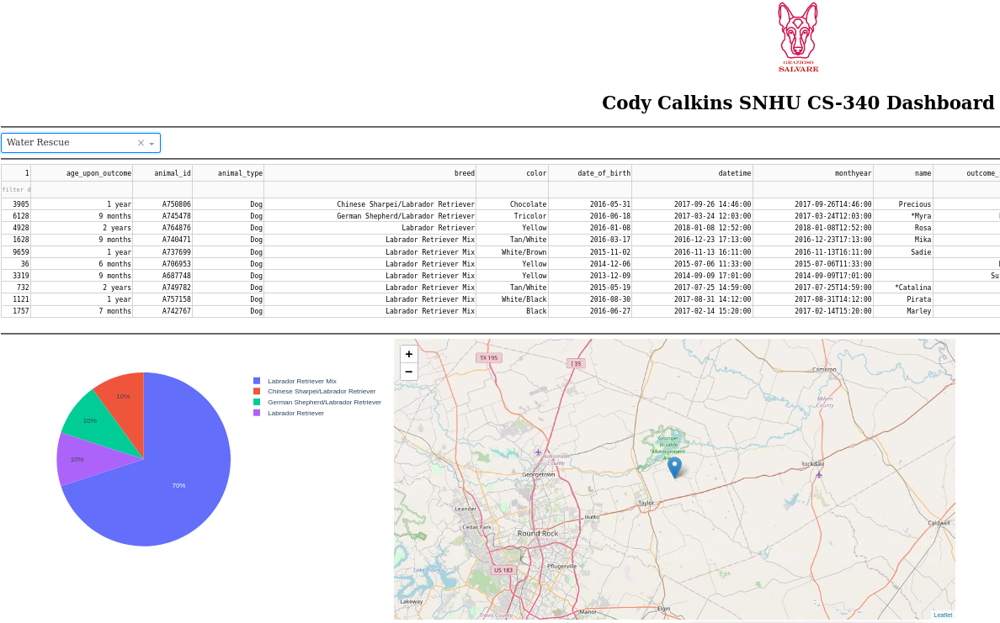 GRAZIOSO
SALVARE
Cody Calkins SNHU CS-340 Dashboard
Water Rescue × 
1 age_upon_outcome animal_id animal_type breed color date_of_birth datetime monthyear name outcome_
filter d
3905 1 year A750806 Dog Chinese Sharpei/Labrador Retriever Chocolate 2016-05-31 2017-09-26 14:46:00 2017-09-26T14:46:00 Precious
6128 9 months A745478 Dog German Shepherd/Labrador Retriever Tricolor 2016-06-18 2017-03-24 12:03:00 2017-03-24T12:03:00 *Myra
4928 2 years A764876 Dog Labrador Retriever Yellow 2016-01-08 2018-01-08 12:52:00 2018-01-08T12:52:00 Rosa
1628 9 months A740471 Dog Labrador Retriever Mix Tan/White 2016-03-17 2016-12-23 17:13:00 2016-12-23T17:13:00 Mika
9659 1 year A737699 Dog Labrador Retriever Mix White/Brown 2015-11-02 2016-11-13 16:11:00 2016-11-13T16:11:00 Sadie
36 6 months A706953 Dog Labrador Retriever Mix Yellow 2014-12-06 2015-07-06 11:33:00 2015-07-06T11:33:00
3319 9 months A687748 Dog Labrador Retriever Mix Yellow 2013-12-09 2014-09-09 17:01:00 2014-09-09T17:01:00 Su
732 2 years A749782 Dog Labrador Retriever Mix Tan/White 2015-05-19 2017-07-25 14:59:00 2017-07-25T14:59:00 *Catalina
1121 1 year A757158 Dog Labrador Retriever Mix White/Black 2016-08-30 2017-08-31 14:12:00 2017-08-31T14:12:00 Pirata
1757 7 months A742767 Dog Labrador Retriever Mix Black 2016-06-27 2017-02-14 15:20:00 2017-02-14T15:20:00 Marley
10%
10%
10%
70%
Labrador Retriever Mix
Chinese Sharpei/Labrador Retriever
German Shepherd/Labrador Retriever
Labrador Retriever
+
−
TX 195
I 35
Cameron
Milam
County
Granger
Wildlife
Management
Williamson
County
Georgetown
Rockdale
Taylor
Leander
Hutto
Cedar Park
Round Rock
Caldwell
US 183
Pflugerville
Lake Travis
Lakeway
Travis County
Manor
Elgin
Leaflet